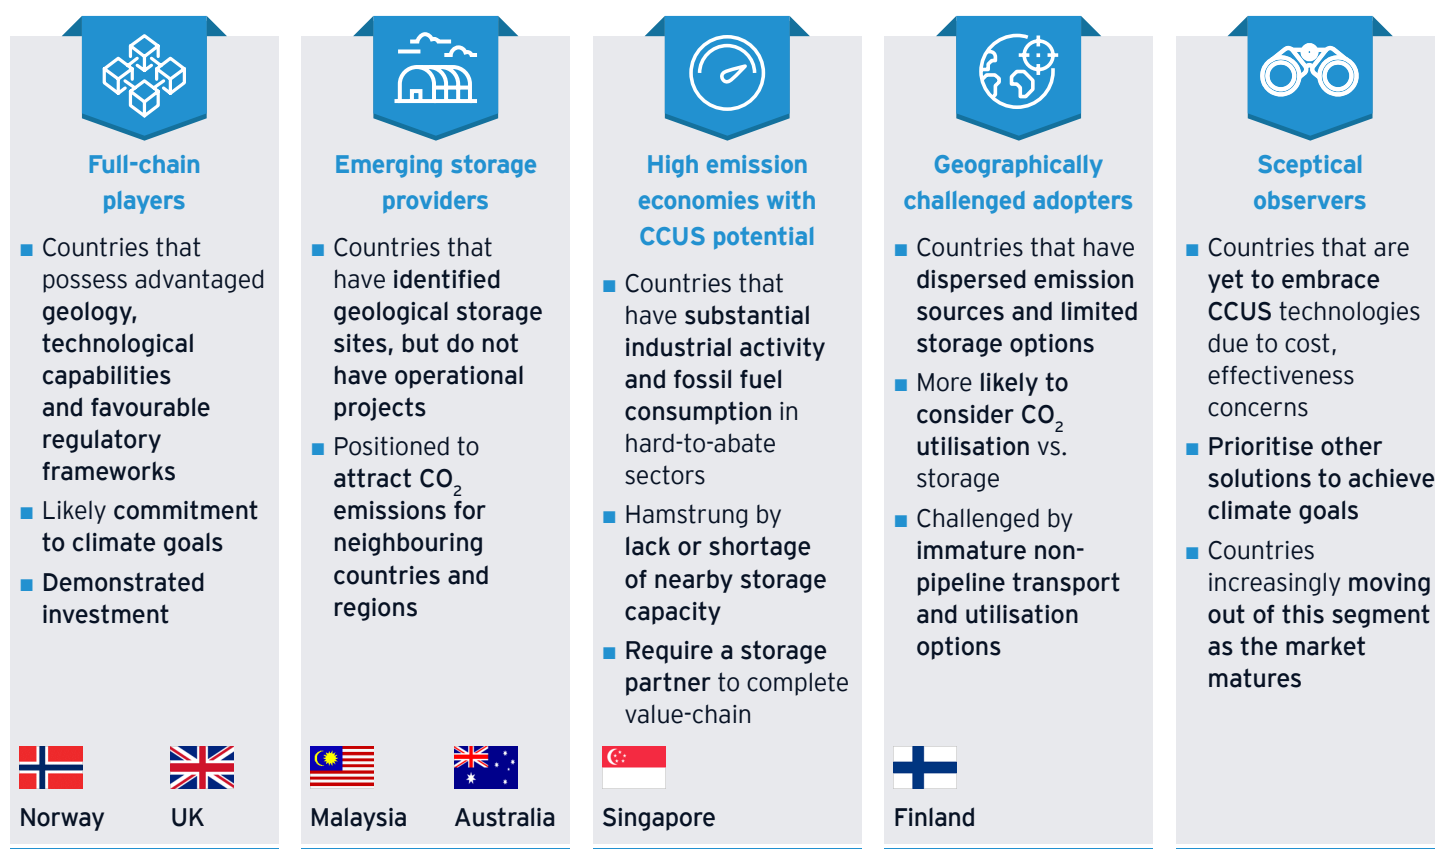 Full-chain
players
■ Countries that
possess advantaged
geology,
technological
capabilities
and favourable
regulatory
frameworks
■ Likely commitment
to climate goals
■ Demonstrated
investment
Norway
UK
Emerging storage
providers
■ Countries that
have identified
geological storage
sites, but do not
have operational
projects
■ Positioned to
attract CO₂
emissions for
neighbouring
countries and
regions
Malaysia
Australia
High emission
economies with
CCUS potential
■ Countries that
have substantial
industrial activity
and fossil fuel
consumption in
hard-to-abate
sectors
■ Hamstrung by
lack or shortage
of nearby storage
capacity
■ Require a storage
partner to complete
value-chain
Singapore
Geographically
challenged adopters
■ Countries that have
dispersed emission
sources and limited
storage options
■ More likely to
consider CO₂
utilisation vs.
storage
■ Challenged by
immature non-
pipeline transport
and utilisation
options
Finland
Sceptical
observers
■ Countries that are
yet to embrace
CCUS technologies
due to cost,
effectiveness
concerns
■ Prioritise other
solutions to achieve
climate goals
■ Countries
increasingly moving
out of this segment
as the market
matures